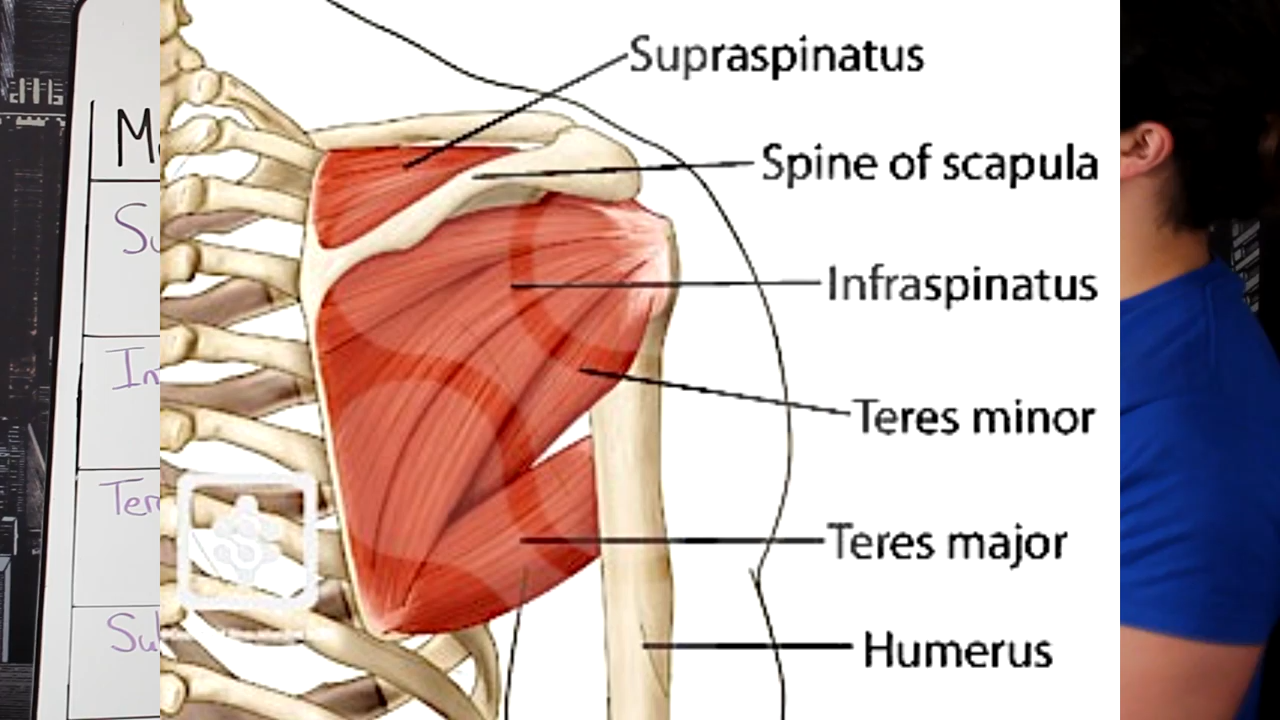 Supraspinatus
Spine of scapula
Infraspinatus
Teres minor
Teres major
Humerus